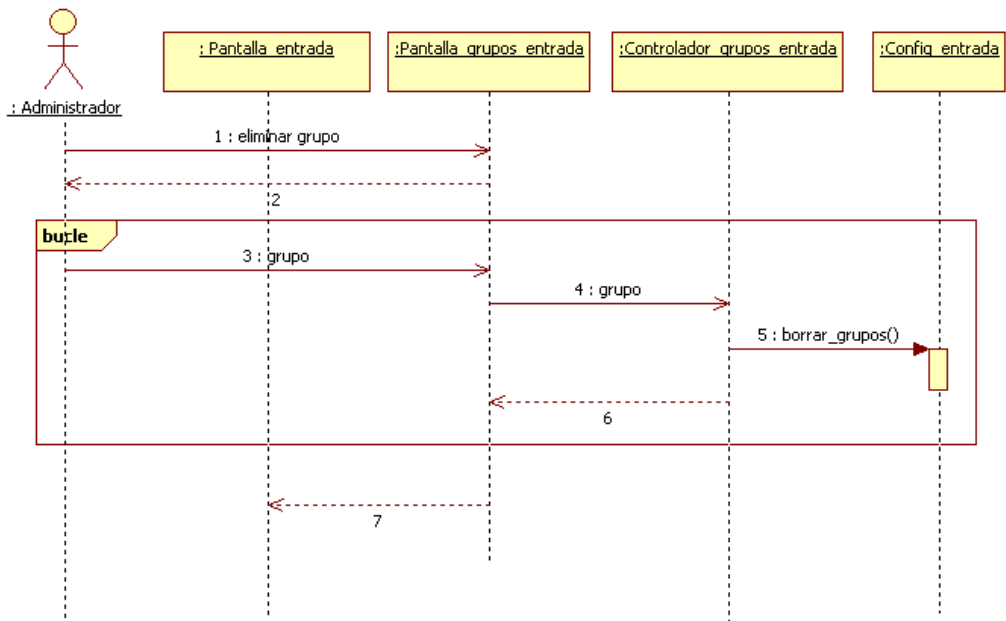 : Administrador
: Pantalla_entrada
:Pantalla_grupos_entrada
:Controlador_grupos_entrada
:Config_entrada
1 : eliminar grupo
2
bucle
3 : grupo
4 : grupo
5 : borrar_grupos()
6
7